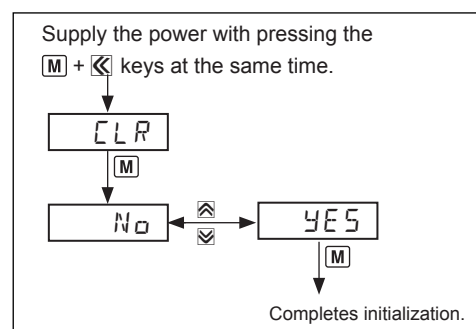 Supply the power with pressing the
M + « keys at the same time.
CLR
M
No
YES
M
Completes initialization.